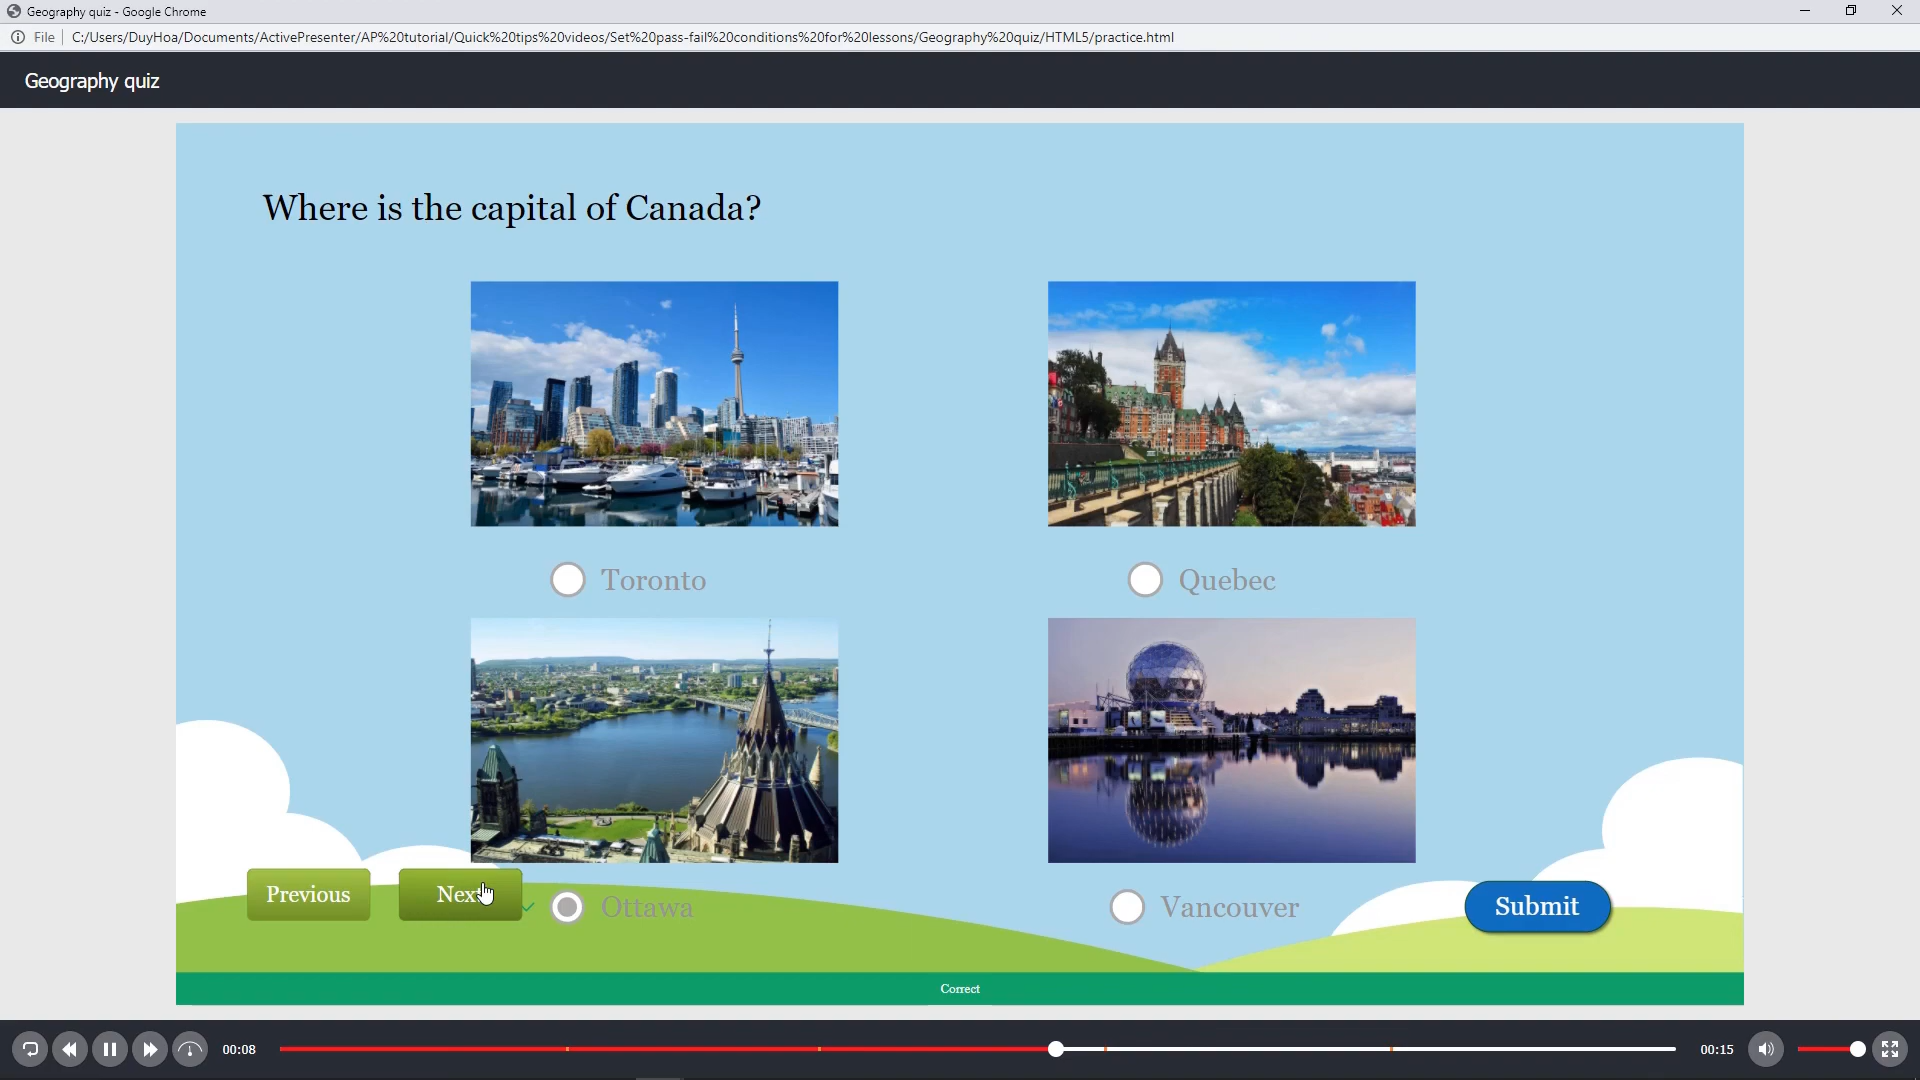 Geography quiz - Google Chrome
File C:/Users/DuyHoa/Documents/ActivePresenter/AP%20tutorial/Quick%20tips%20videos/Set%20pass-fail%20conditions%20for%20lessons/Geography%20quiz/HTML5/practice.html
Geography quiz
Where is the capital of Canada?
Toronto
Quebec
Previous
Next
Ottawa
Vancouver
Submit
Correct
00:08
00:15